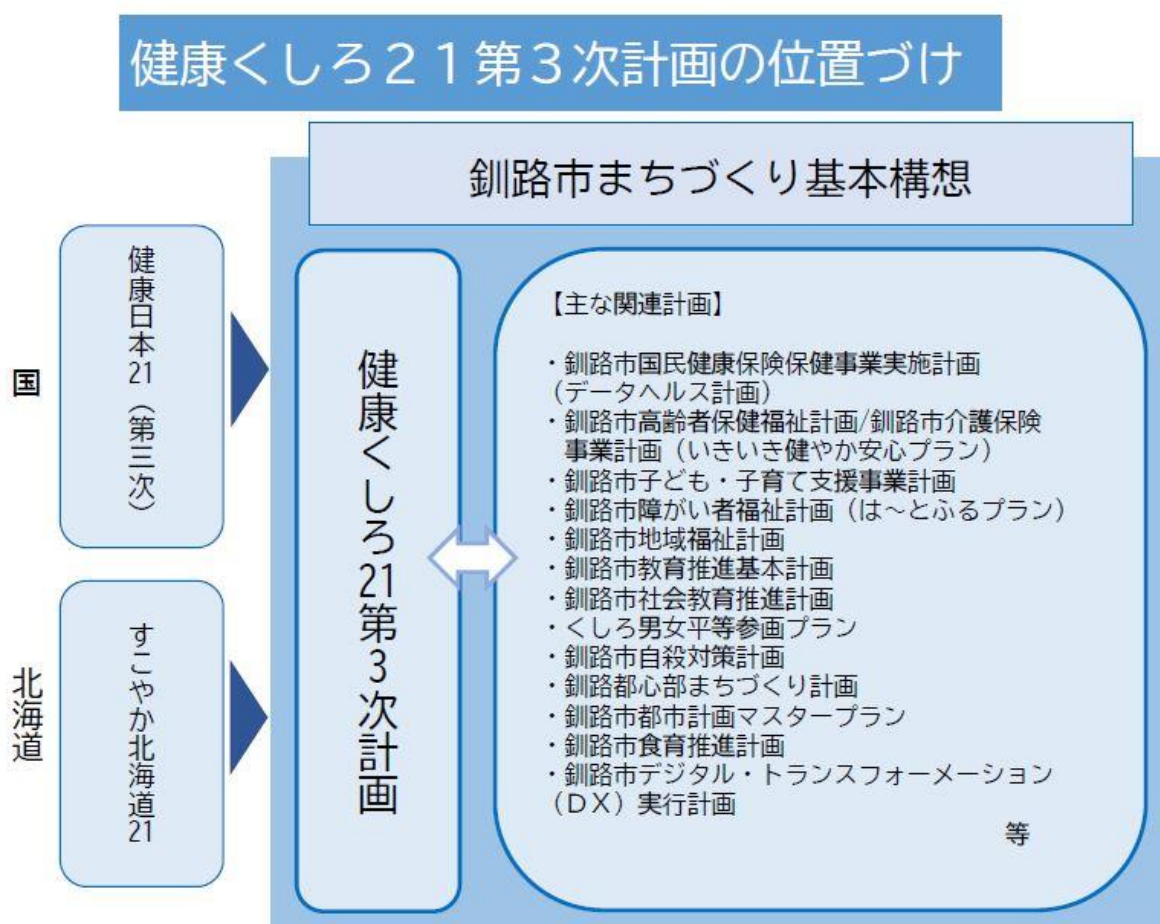 健康くしろ２１第３次計画の位置づけ
釧路市まちづくり基本構想
国
健康日本21（第三次）
北海道
すこやか北海道21
健康くしろ21第3次計画
【主な関連計画】
・釧路市国民健康保険保健事業実施計画
（データヘルス計画）
・釧路市高齢者保健福祉計画/釧路市介護保険
事業計画（いきいき健やか安心プラン）
・釧路市子ども・子育て支援事業計画
・釧路市障がい者福祉計画（は～とふるプラン）
・釧路市地域福祉計画
・釧路市教育推進基本計画
・釧路市社会教育推進計画
・くしろ男女平等参画プラン
・釧路市自殺対策計画
・釧路都心部まちづくり計画
・釧路市都市計画マスタープラン
・釧路市食育推進計画
・釧路市デジタル・トランスフォーメーション
（ＤＸ）実行計画
等